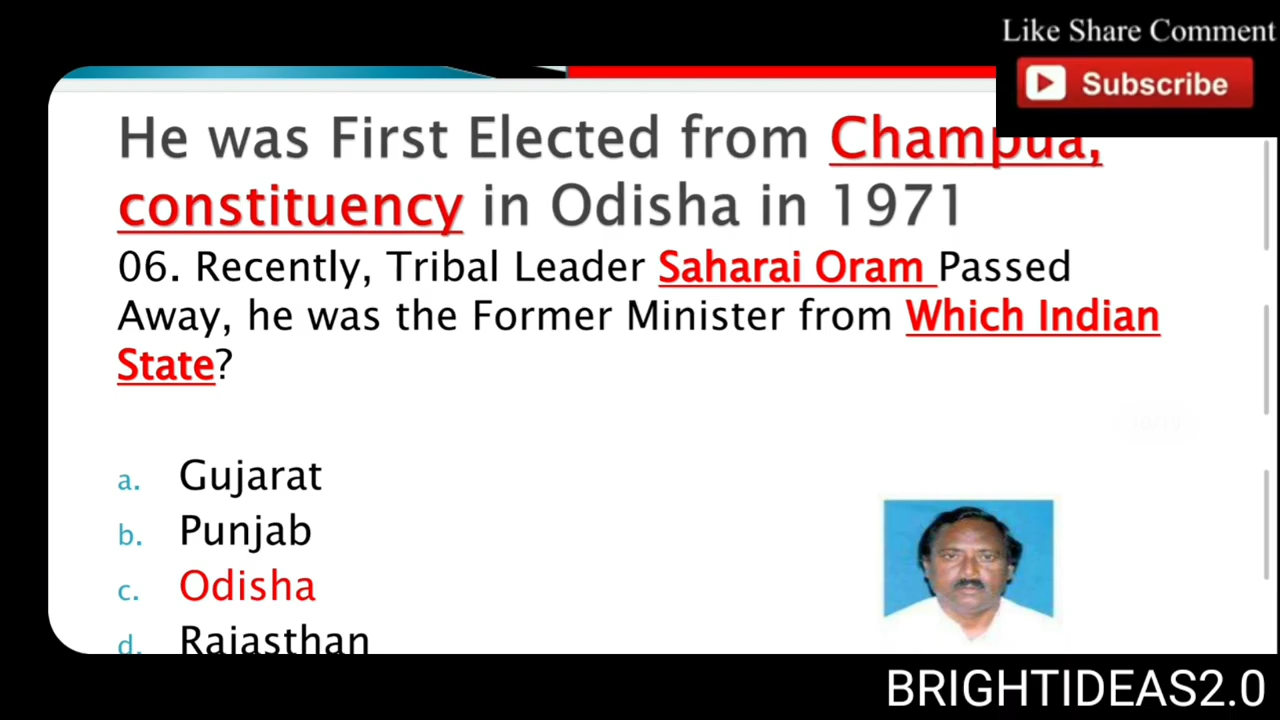 Like Share Comment
Subscribe
He was First Elected from Champua,
constituency in Odisha in 1971
06. Recently, Tribal Leader Saharai Oram Passed
Away, he was the Former Minister from Which Indian
State?
a. Gujarat
b. Punjab
c. Odisha
d. Rajasthan
BRIGHTIDEAS2.0